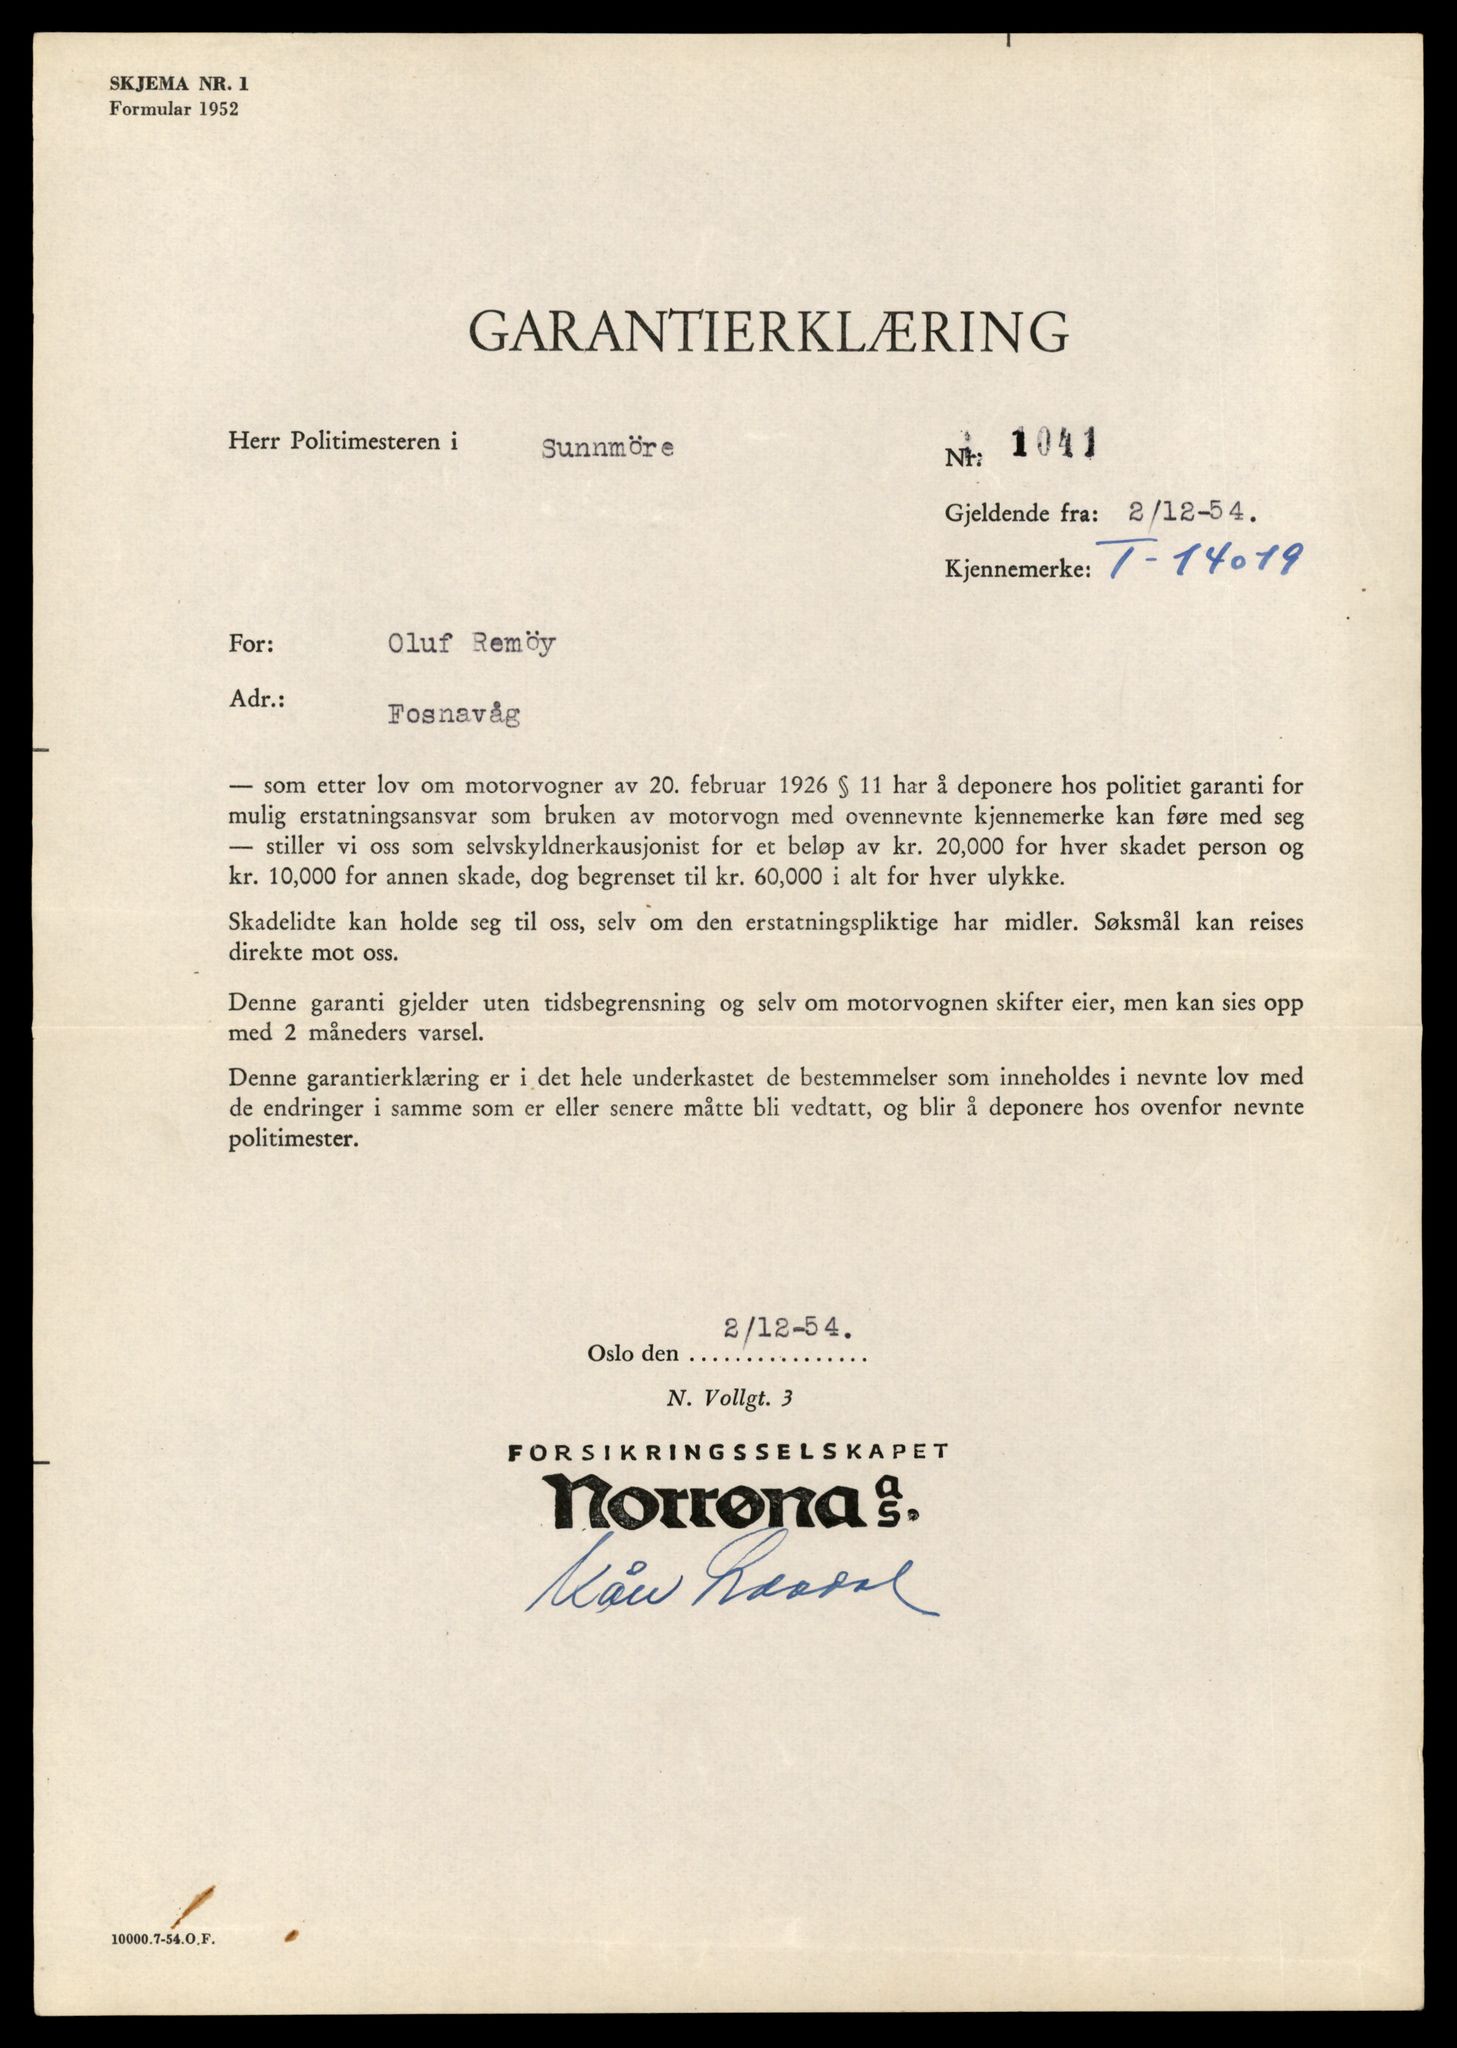 SKJEMA NR. 1
Formular 1952
GARANTIERKLÆRING
Herr Politimesteren i Sunnmöre
Nr: 1041
Gjeldende fra: 2/12-54.
Kjennemerke: T-14019
For: Oluf Remöy
Adr.: Fosnavåg
— som etter lov om motorvogner av 20. februar 1926 § 11 har å deponere hos politiet garanti for
mulig erstatningsansvar som bruken av motorvogn med ovennevnte kjennemerke kan føre med seg
— stiller vi oss som selvskyldnerkausjonist for et beløp av kr. 20,000 for hver skadet person og
kr. 10,000 for annen skade, dog begrenset til kr. 60,000 i alt for hver ulykke.
Skadelidte kan holde seg til oss, selv om den erstatningspliktige har midler. Søksmål kan reises
direkte mot oss.
Denne garanti gjelder uten tidsbegrensning og selv om motorvognen skifter eier, men kan sies opp
med 2 måneders varsel.
Denne garantierklæring er i det hele underkastet de bestemmelser som inneholdes i nevnte lov med
de endringer i samme som er eller senere måtte bli vedtatt, og blir å deponere hos ovenfor nevnte
politimester.
Oslo den 2/12-54.
N. Vollgt. 3
FORSIKRINGSSELSKAPET
Norrøna as.
10000.7-54.O.F.